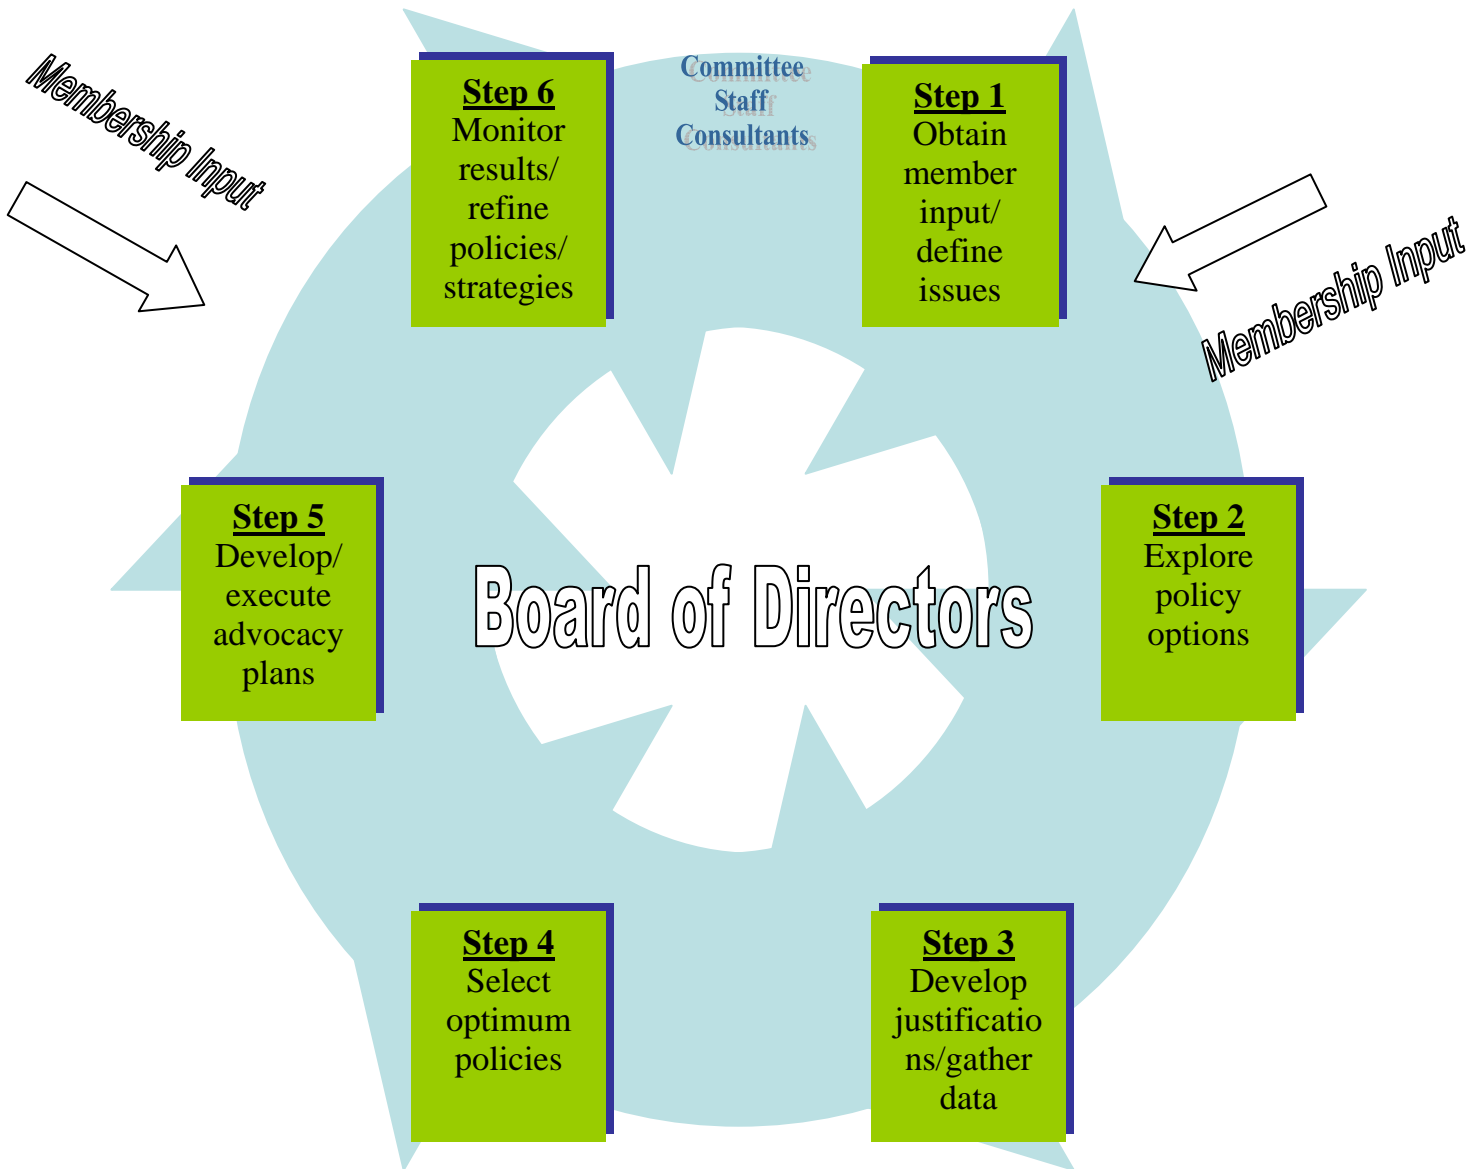 Membership Input
Step 6
Monitor
results/
refine
policies/
strategies
Committee
Staff
Consultants
Step 1
Obtain
member
input/
define
issues
Membership Input
Step 5
Develop/
execute
advocacy
plans
Board of Directors
Step 2
Explore
policy
options
Step 4
Select
optimum
policies
Step 3
Develop
justificatio
ns/gather
data